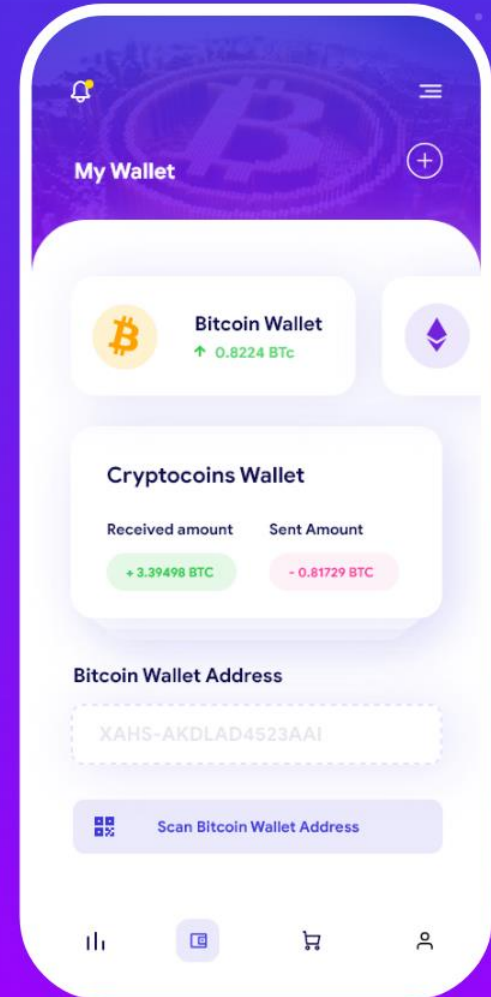 My Wallet
Bitcoin Wallet
↑ 0.8224 BTc
Cryptocoins Wallet
Received amount Sent Amount
+ 3.39498 BTC - 0.81729 BTC
Bitcoin Wallet Address
XAHS-AKDLAD4523AAI
Scan Bitcoin Wallet Address